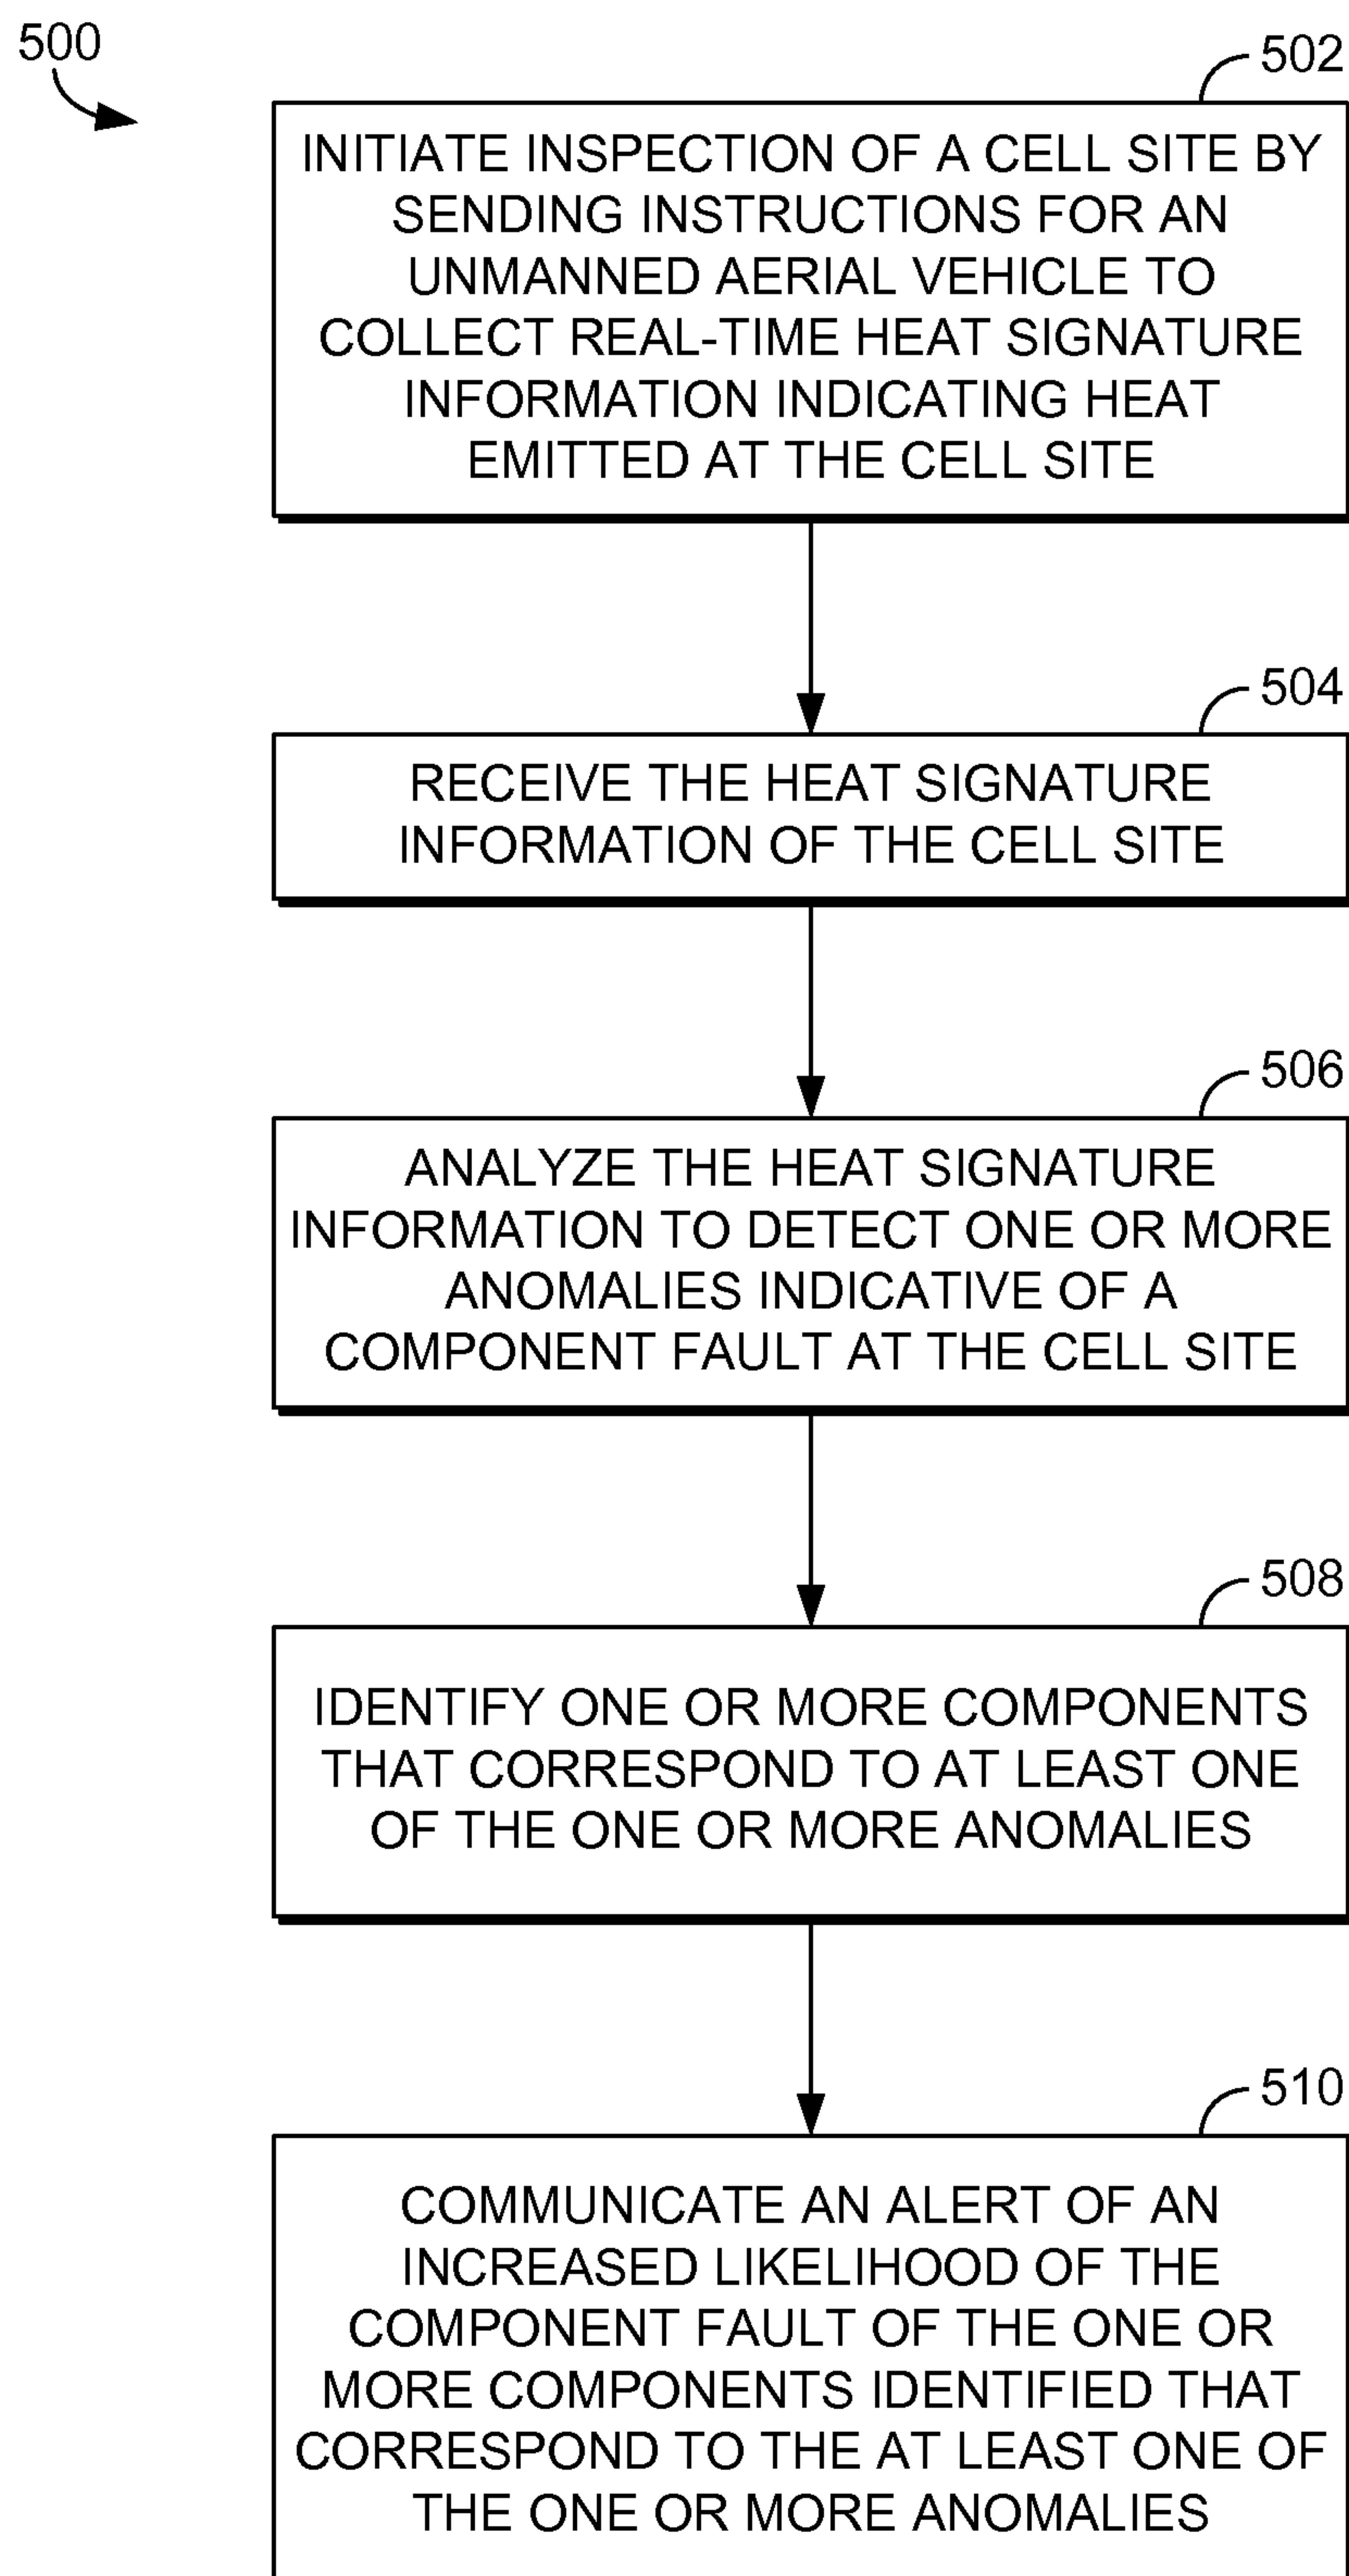 500
502
INITIATE INSPECTION OF A CELL SITE BY
SENDING INSTRUCTIONS FOR AN
UNMANNED AERIAL VEHICLE TO
COLLECT REAL-TIME HEAT SIGNATURE
INFORMATION INDICATING HEAT
EMITTED AT THE CELL SITE
504
RECEIVE THE HEAT SIGNATURE
INFORMATION OF THE CELL SITE
506
ANALYZE THE HEAT SIGNATURE
INFORMATION TO DETECT ONE OR MORE
ANOMALIES INDICATIVE OF A
COMPONENT FAULT AT THE CELL SITE
508
IDENTIFY ONE OR MORE COMPONENTS
THAT CORRESPOND TO AT LEAST ONE
OF THE ONE OR MORE ANOMALIES
510
COMMUNICATE AN ALERT OF AN
INCREASED LIKELIHOOD OF THE
COMPONENT FAULT OF THE ONE OR
MORE COMPONENTS IDENTIFIED THAT
CORRESPOND TO THE AT LEAST ONE OF
THE ONE OR MORE ANOMALIES